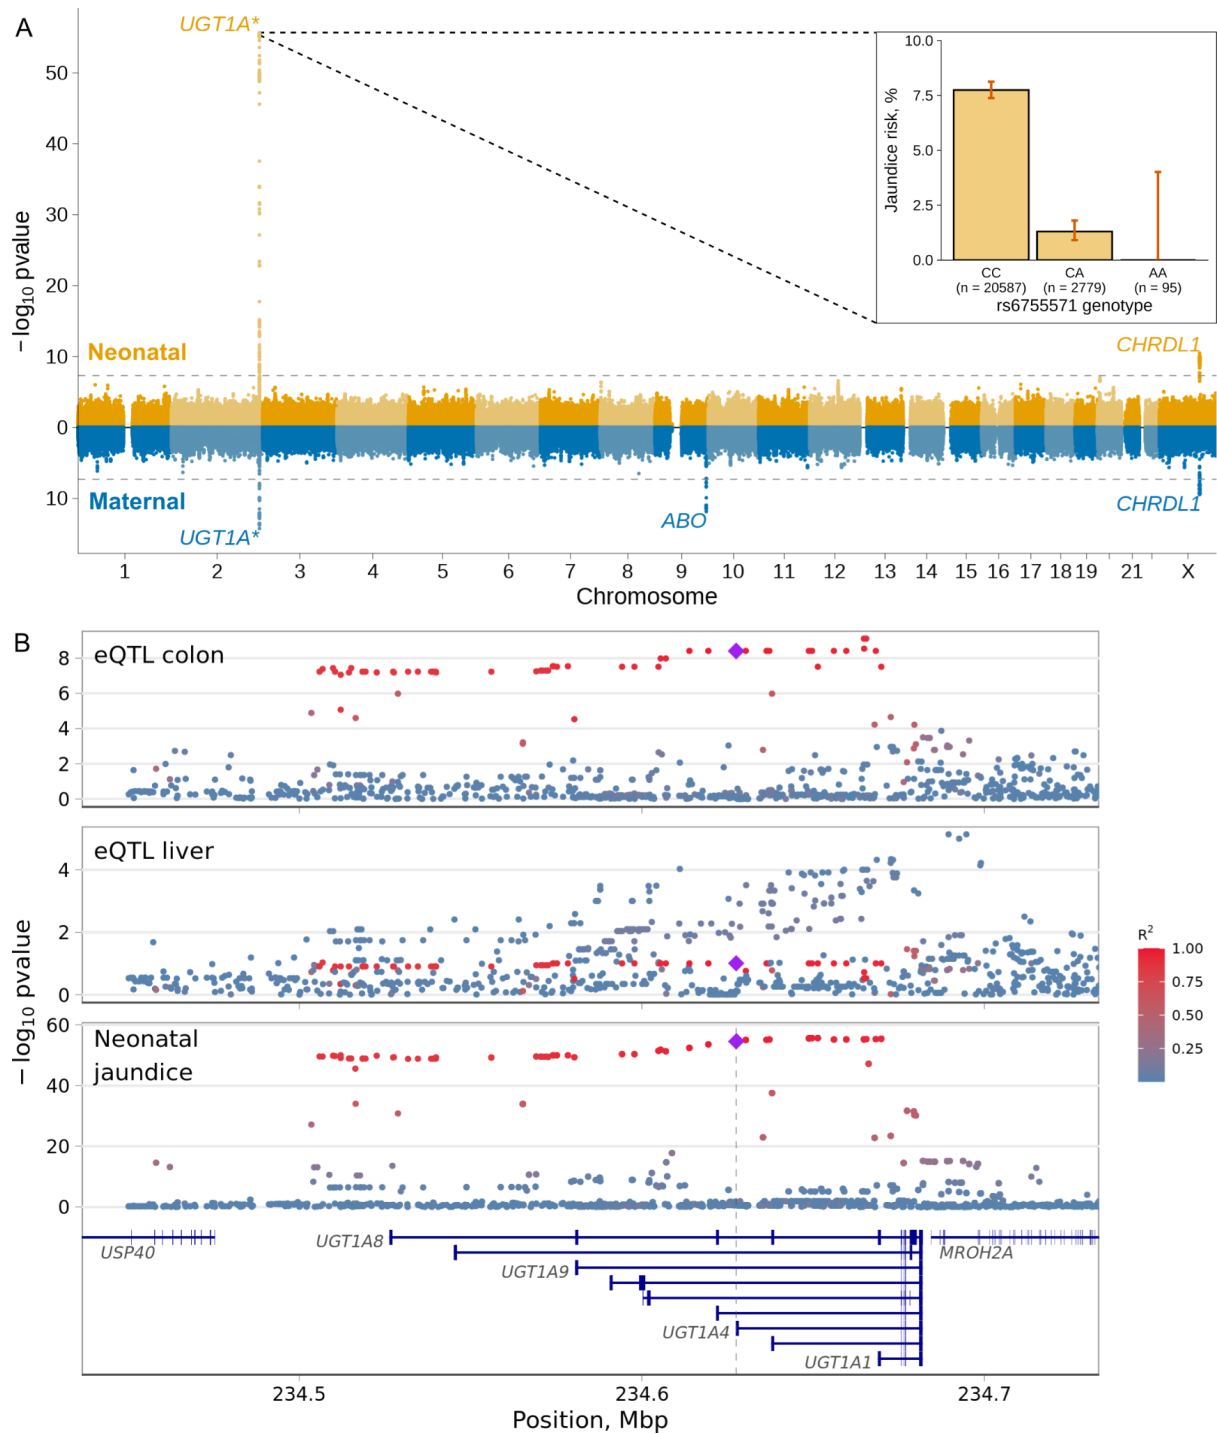 A
UGT1A*
50
40
30
20
10
0
10
−log10 pvalue
Neonatal
Maternal
CHRDL1
UGT1A*
ABO
CHRDL1
10.0
7.5
5.0
2.5
0.0
Jaundice risk, %
CC CA AA
(n = 20587) (n = 2779) (n = 95)
rs6755571 genotype
1 2 3 4 5 6 7 8 9 10 11 12 13 14 15 16 17 18 19 21 X
Chromosome
B
eQTL colon
8
6
4
2
0
eQTL liver
4
2
0
−log10 pvalue
Neonatal
jaundice
60
40
20
0
R2
1.00
0.75
0.50
0.25
USP40
UGT1A8
MROH2A
UGT1A9
UGT1A4
UGT1A1
234.5 234.6 234.7
Position, Mbp